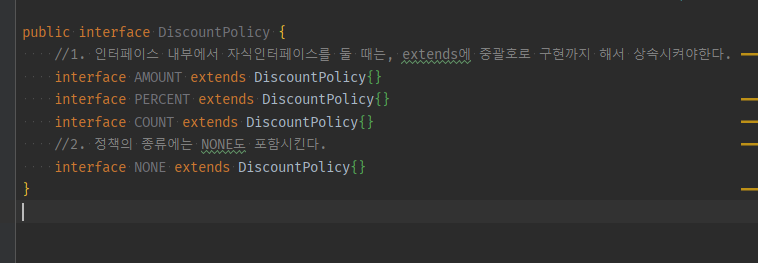 public interface DiscountPolicy {
//1. 인터페이스 내부에서 자식인터페이스를 둘 때는, extends에 중괄호로 구현까지 해서 상속시켜야한다.
interface AMOUNT extends DiscountPolicy{}
interface PERCENT extends DiscountPolicy{}
interface COUNT extends DiscountPolicy{}
//2. 정책의 종류에는 NONE도 포함시킨다.
interface NONE extends DiscountPolicy{}
}